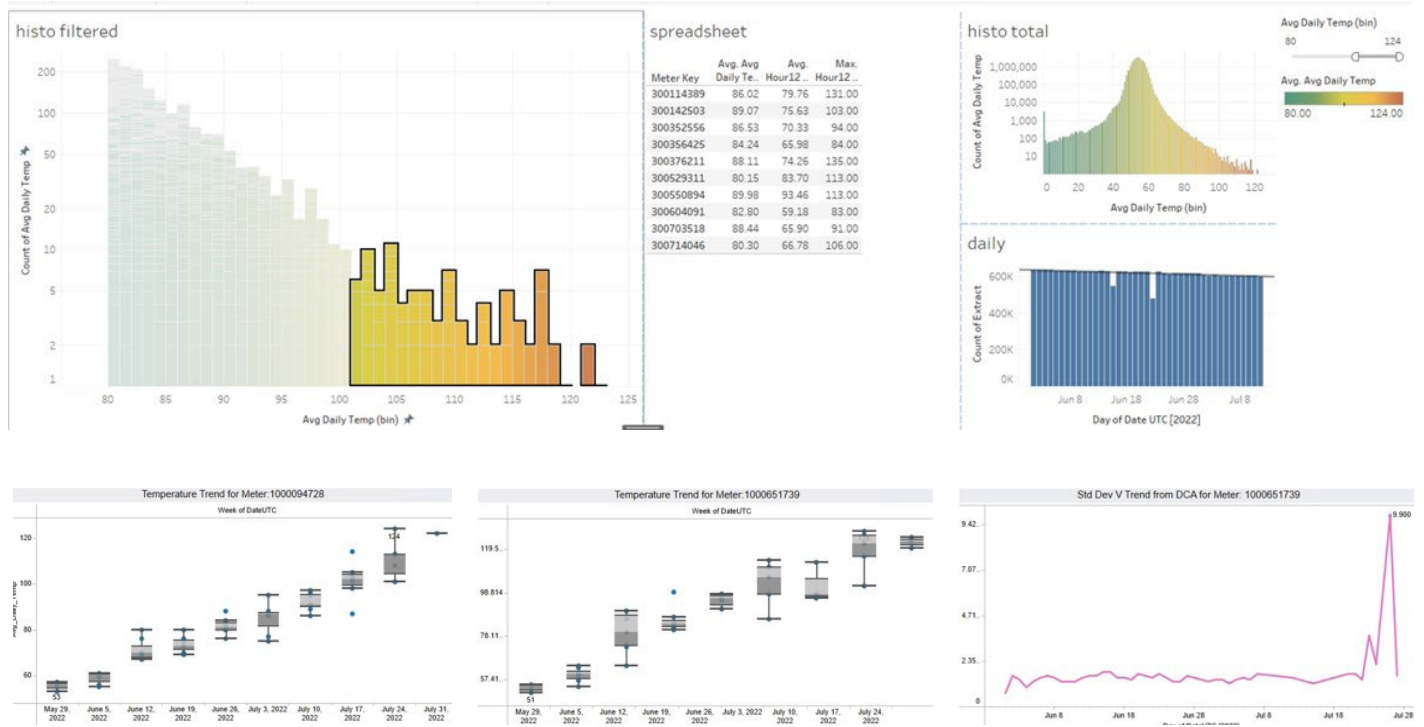 histo filtered
Count of Avg Daily Temp
200
100
50
20
10
5
2
1
80 85 90 95 100 105 110 115 120 125
Avg Daily Temp (bin)
spreadsheet
Meter Key Avg. Avg Daily Te.. Avg. Hour12 .. Max. Hour12 ..
300114389 86.02 79.76 131.00
300142503 89.07 75.63 103.00
300352556 86.53 70.33 94.00
300356425 84.24 65.98 84.00
300376211 88.11 74.26 135.00
300529311 80.15 83.70 113.00
300550894 89.98 93.46 113.00
300604091 82.80 59.18 83.00
300703518 88.44 65.90 91.00
300714046 80.30 66.78 106.00
histo total
Count of Avg Daily Temp
1,000,000
100,000
10,000
1,000
100
10
0 20 40 60 80 100 120
Avg Daily Temp (bin)
Avg Daily Temp (bin)
80 124
Avg. Avg Daily Temp
80.00 124.00
daily
Count of Extract
600K
400K
200K
0K
Jun 8 Jun 18 Jun 28 Jul 8
Day of Date UTC [2022]
Temperature Trend for Meter:1000094728
Week of DateUTC
120
100
80
60
124
53
May 29, 2022 June 5, 2022 June 12, 2022 June 19, 2022 June 26, 2022 July 3, 2022 July 10, 2022 July 17, 2022 July 24, 2022 July 31, 2022
Temperature Trend for Meter:1000651739
Week of DateUTC
119.5..
98.814
78.11..
57.41..
51
May 29, 2022 June 5, 2022 June 12, 2022 June 19, 2022 June 26, 2022 July 3, 2022 July 10, 2022 July 17, 2022 July 24, 2022
Std Dev V Trend from DCA for Meter: 1000651739
9.900
9.42..
7.07..
4.71..
2.35..
0
Jun 8 Jun 18 Jun 28 Jul 8 Jul 18 Jul 28